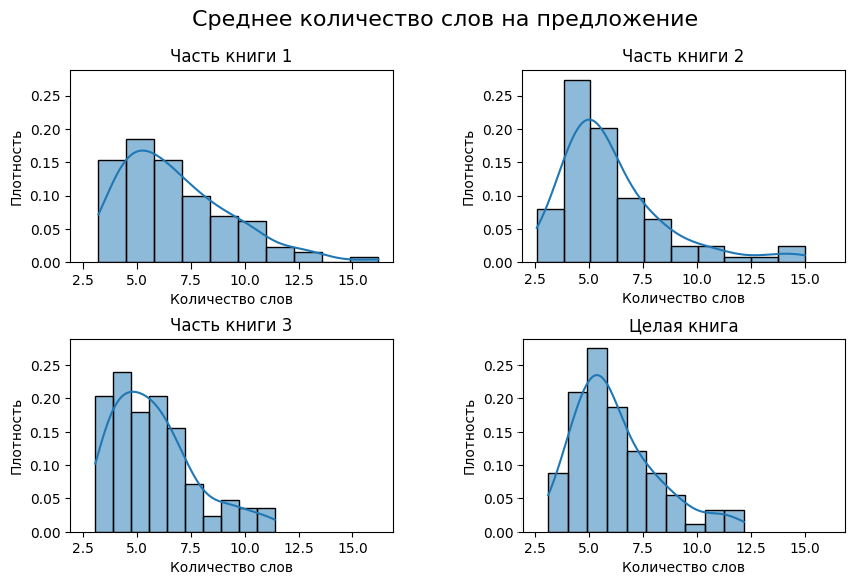 Среднее количество слов на предложение
Часть книги 1
Плотность
0.25
0.20
0.15
0.10
0.05
0.00
2.5 5.0 7.5 10.0 12.5 15.0
Количество слов
Часть книги 2
Плотность
0.25
0.20
0.15
0.10
0.05
0.00
2.5 5.0 7.5 10.0 12.5 15.0
Количество слов
Часть книги 3
Плотность
0.25
0.20
0.15
0.10
0.05
0.00
2.5 5.0 7.5 10.0 12.5 15.0
Количество слов
Целая книга
Плотность
0.25
0.20
0.15
0.10
0.05
0.00
2.5 5.0 7.5 10.0 12.5 15.0
Количество слов